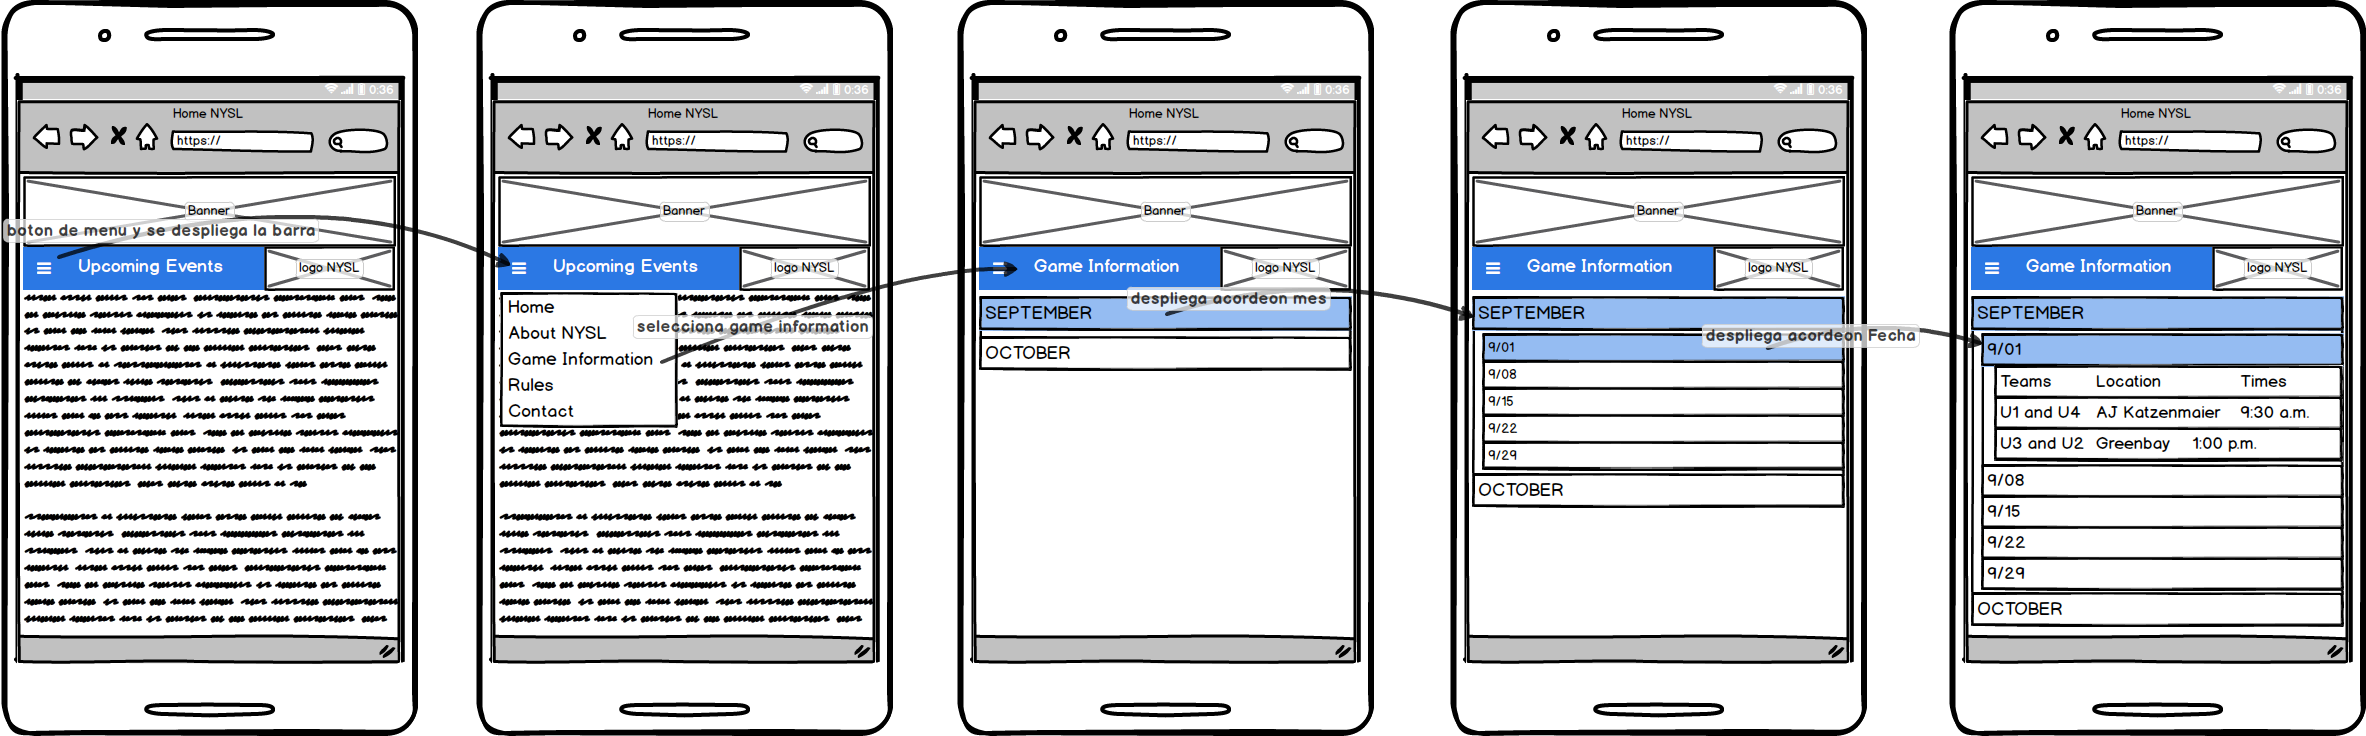 0:36
Home NYSL
https://
Banner
boton de menu y se despliega la barra
Upcoming Events
logo NYSL
0:36
Home NYSL
https://
Banner
Upcoming Events
logo NYSL
Home
About NYSL
Game Information
Rules
Contact
selecciona game information
0:36
Home NYSL
https://
Banner
Game Information
logo NYSL
despliega acordeon mes
SEPTEMBER
OCTOBER
0:36
Home NYSL
https://
Banner
Game Information
logo NYSL
SEPTEMBER
despliega acordeon Fecha
9/01
9/08
9/15
9/22
9/29
OCTOBER
0:36
Home NYSL
https://
Banner
Game Information
logo NYSL
SEPTEMBER
9/01
Teams Location Times
U1 and U4 AJ Katzenmaier 9:30 a.m.
U3 and U2 Greenbay 1:00 p.m.
9/08
9/15
9/22
9/29
OCTOBER